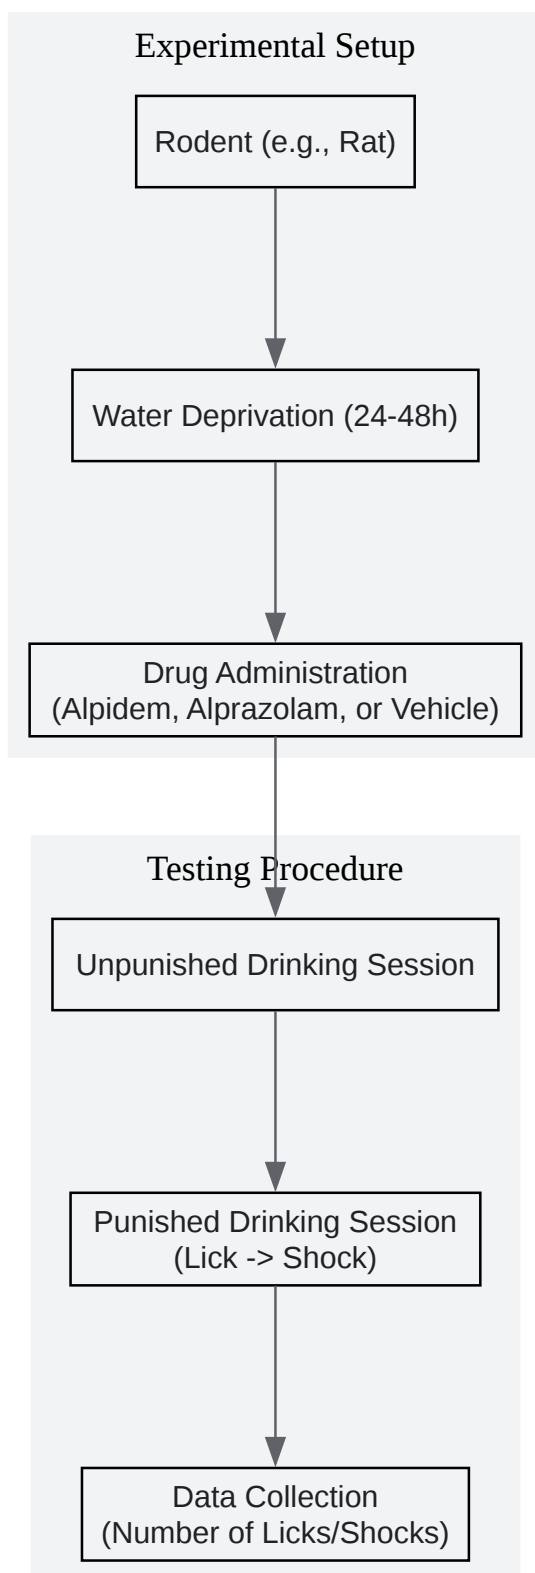 Experimental Setup
Rodent (e.g., Rat)
Water Deprivation (24-48h)
Drug Administration
(Alpidem, Alprazolam, or Vehicle)
Testing Procedure
Unpunished Drinking Session
Punished Drinking Session
(Lick -> Shock)
Data Collection
(Number of Licks/Shocks)